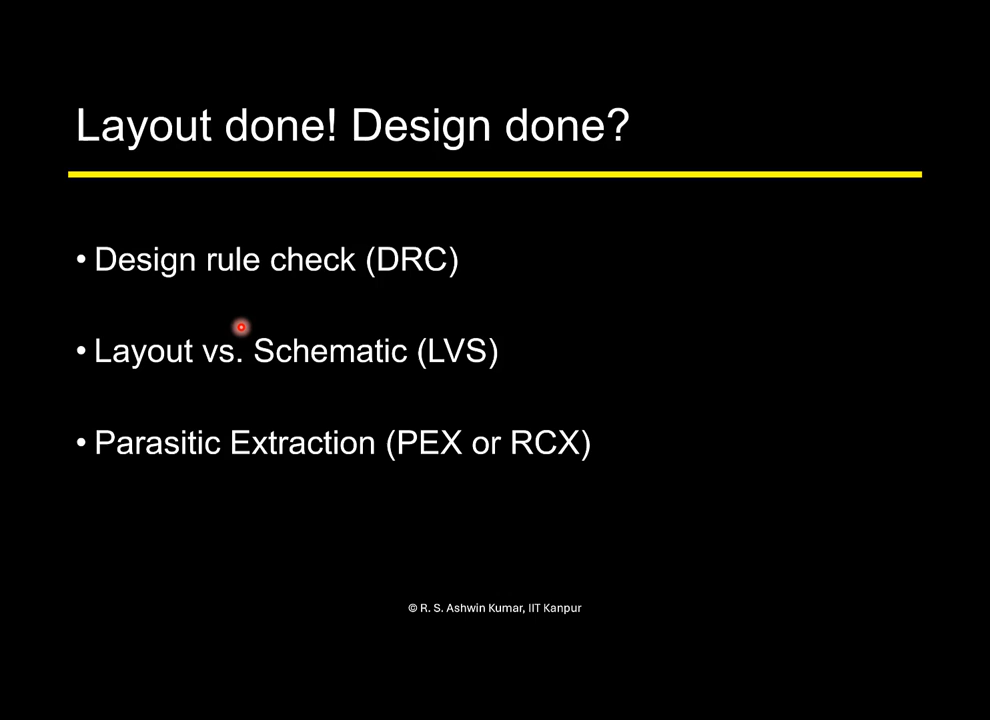 Layout done! Design done?
• Design rule check (DRC)
• Layout vs. Schematic (LVS)
• Parasitic Extraction (PEX or RCX)
© R. S. Ashwin Kumar, IIT Kanpur